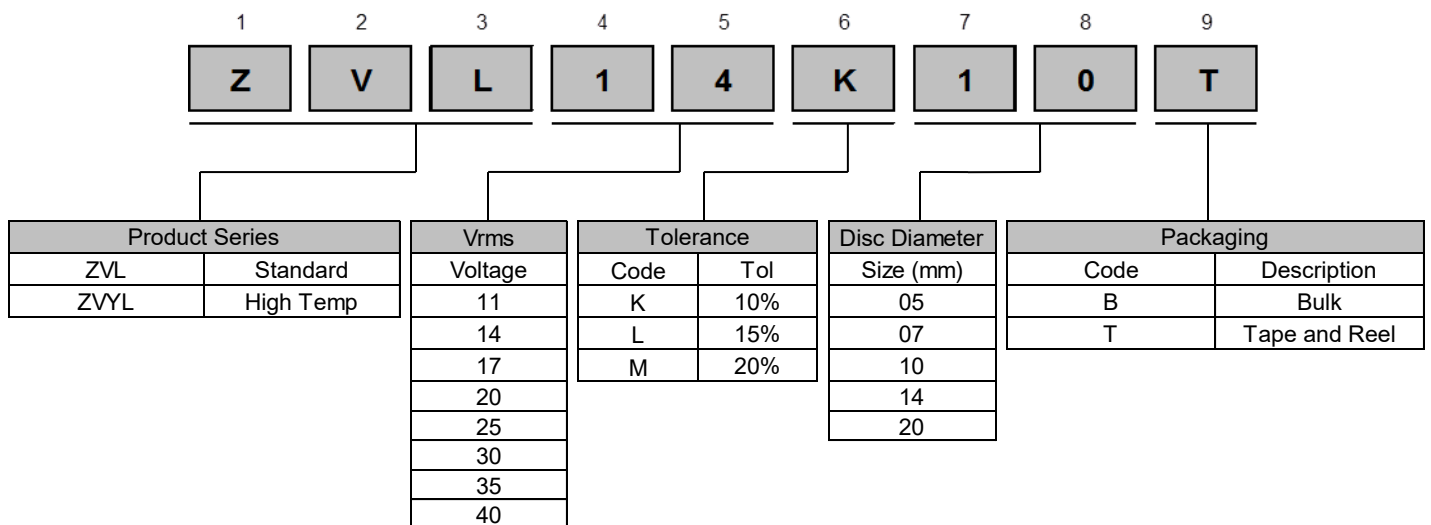 1 2 3 4 5 6 7 8 9
Z V L 1 4 K 1 0 T
Product Series Vrms Tolerance Disc Diameter Packaging
ZVL Standard Voltage Code Tol Size (mm) Code Description
ZVYL High Temp 11 K 10% 05 B Bulk
14 L 15% 07 T Tape and Reel
17 M 20% 10
20 14
25 20
30
35
40